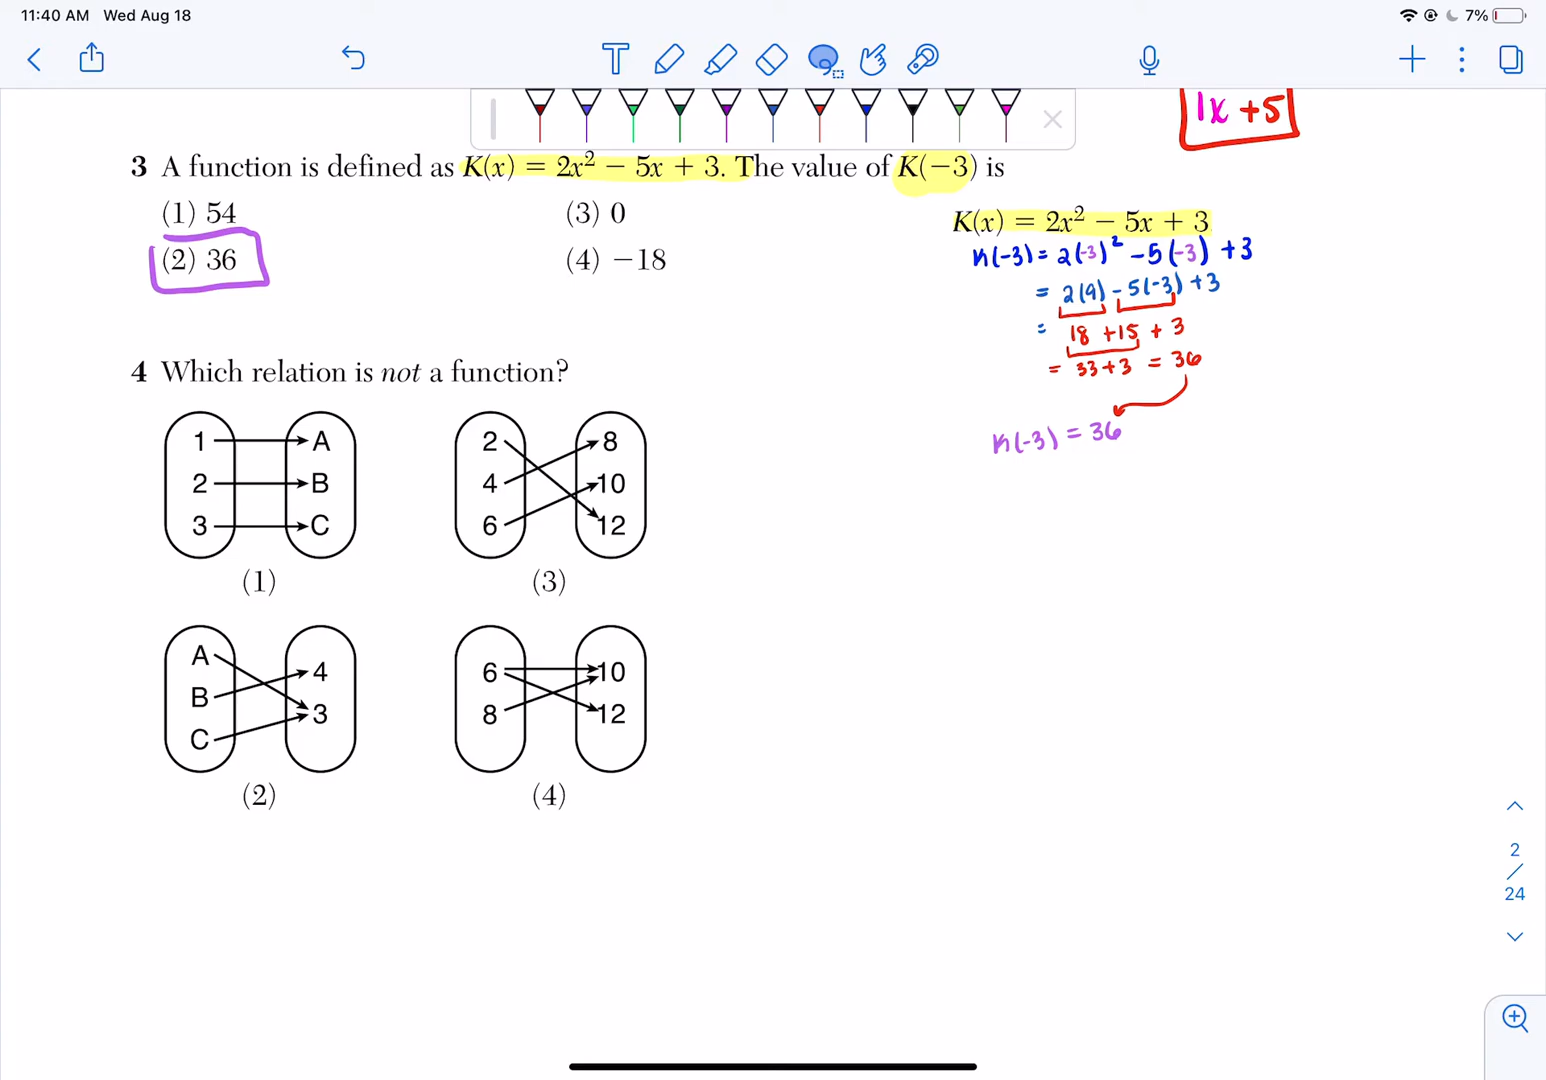 11:40 AM Wed Aug 18
7%
1x +5
3 A function is defined as K(x) = 2x² − 5x + 3. The value of K(−3) is
(1) 54
(3) 0
(2) 36
(4) −18
K(x) = 2x² − 5x + 3
K(-3) = 2(-3)² -5(-3) +3
= 2(9) -5(-3) +3
= 18 +15 + 3
= 33+3 = 36
K(-3) = 36
4 Which relation is not a function?
1 A
2 B
3 C
(1)
2 8
4 10
6 12
(3)
A 4
B 3
C
(2)
6 10
8 12
(4)
2
/
24